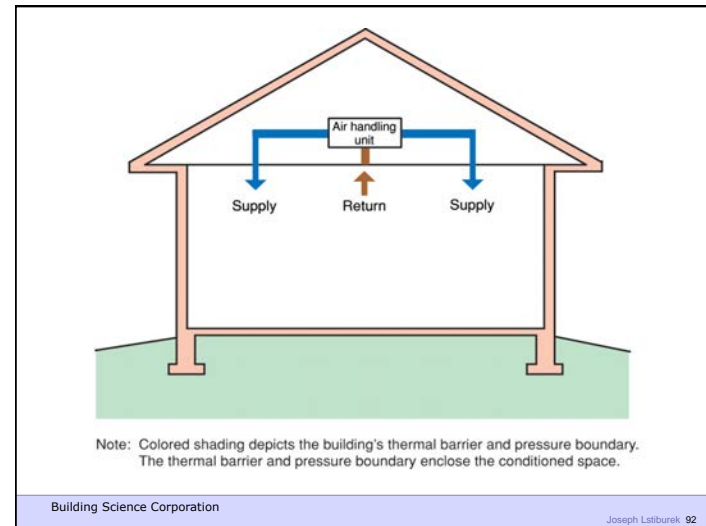 Air handling
unit
Supply
Return
Supply
Note: Colored shading depicts the building's thermal barrier and pressure boundary.
The thermal barrier and pressure boundary enclose the conditioned space.
Building Science Corporation
Joseph Lstiburek 92